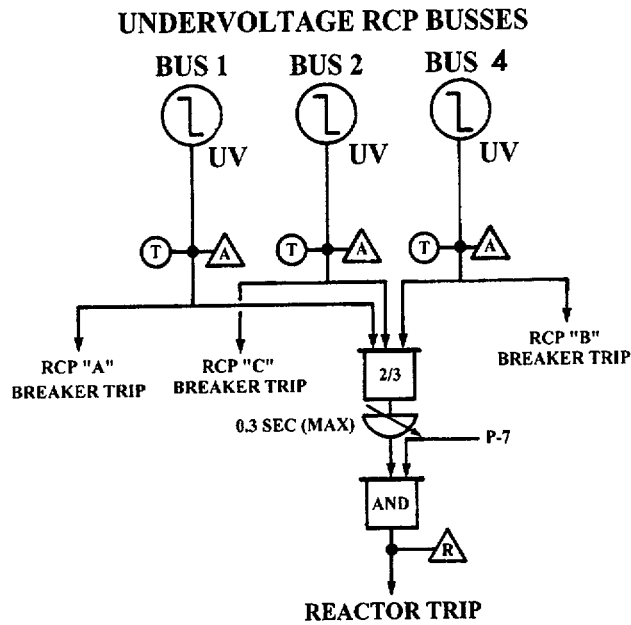 UNDERVOLTAGE RCP BUSSES
BUS 1
BUS 2
BUS 4
UV
UV
UV
T
A
T
A
T
A
RCP "A"
BREAKER TRIP
RCP "C"
BREAKER TRIP
RCP "B"
BREAKER TRIP
2/3
0.3 SEC (MAX)
P-7
AND
R
REACTOR TRIP